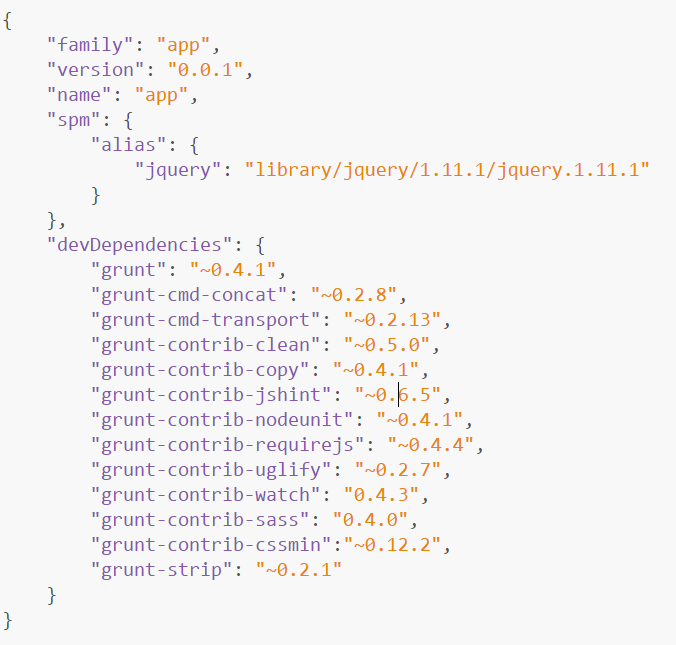 {
    "family": "app",
    "version": "0.0.1",
    "name": "app",
    "spm": {
        "alias": {
            "jquery": "library/jquery/1.11.1/jquery.1.11.1"
        }
    },
    "devDependencies": {
        "grunt": "~0.4.1",
        "grunt-cmd-concat": "~0.2.8",
        "grunt-cmd-transport": "~0.2.13",
        "grunt-contrib-clean": "~0.5.0",
        "grunt-contrib-copy": "~0.4.1",
        "grunt-contrib-jshint": "~0.6.5",
        "grunt-contrib-nodeunit": "~0.4.1",
        "grunt-contrib-requirejs": "~0.4.4",
        "grunt-contrib-uglify": "~0.2.7",
        "grunt-contrib-watch": "0.4.3",
        "grunt-contrib-sass": "0.4.0",
        "grunt-contrib-cssmin":"~0.12.2",
        "grunt-strip": "~0.2.1"
    }
}